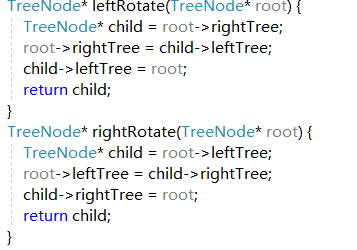 TreeNode* leftRotate(TreeNode* root) {
TreeNode* child = root->rightTree;
root->rightTree = child->leftTree;
child->leftTree = root;
return child;
}
TreeNode* rightRotate(TreeNode* root) {
TreeNode* child = root->leftTree;
root->leftTree = child->rightTree;
child->rightTree = root;
return child;
}